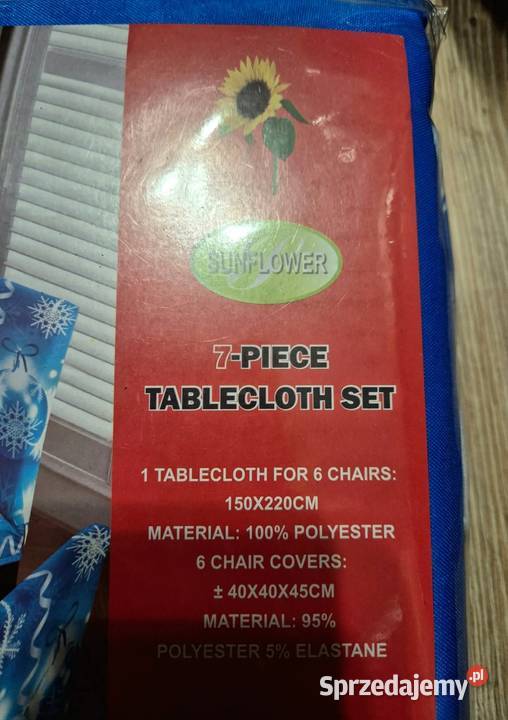 SUNFLOWER
7-PIECE
TABLECLOTH SET
1 TABLECLOTH FOR 6 CHAIRS:
150X220CM
MATERIAL: 100% POLYESTER
6 CHAIR COVERS:
± 40X40X45CM
MATERIAL: 95%
POLYESTER 5% ELASTANE
Sprzedajemy.pl